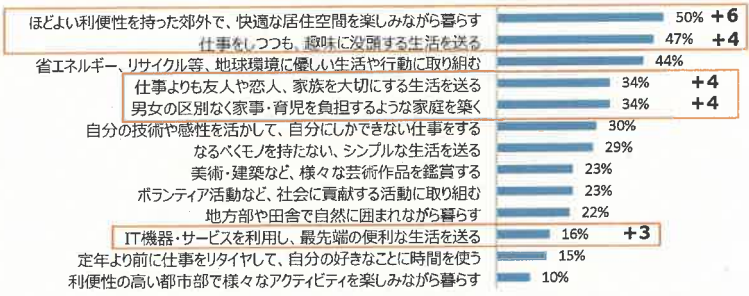 ほどよい利便性を持った郊外で、快適な居住空間を楽しみながら暮らす 50% +6
仕事をしつつも、趣味に没頭する生活を送る 47% +4
省エネルギー、リサイクル等、地球環境に優しい生活や行動に取り組む 44%
仕事よりも友人や恋人、家族を大切にする生活を送る 34% +4
男女の区別なく家事・育児を負担するような家庭を築く 34% +4
自分の技術や感性を活かして、自分にしかできない仕事をする 30%
なるべくモノを持たない、シンプルな生活を送る 29%
美術・建築など、様々な芸術作品を鑑賞する 23%
ボランティア活動など、社会に貢献する活動に取り組む 23%
地方部や田舎で自然に囲まれながら暮らす 22%
IT機器・サービスを利用し、最先端の便利な生活を送る 16% +3
定年より前に仕事をリタイヤして、自分の好きなことに時間を使う 15%
利便性の高い都市部で様々なアクティビティを楽しみながら暮らす 10%